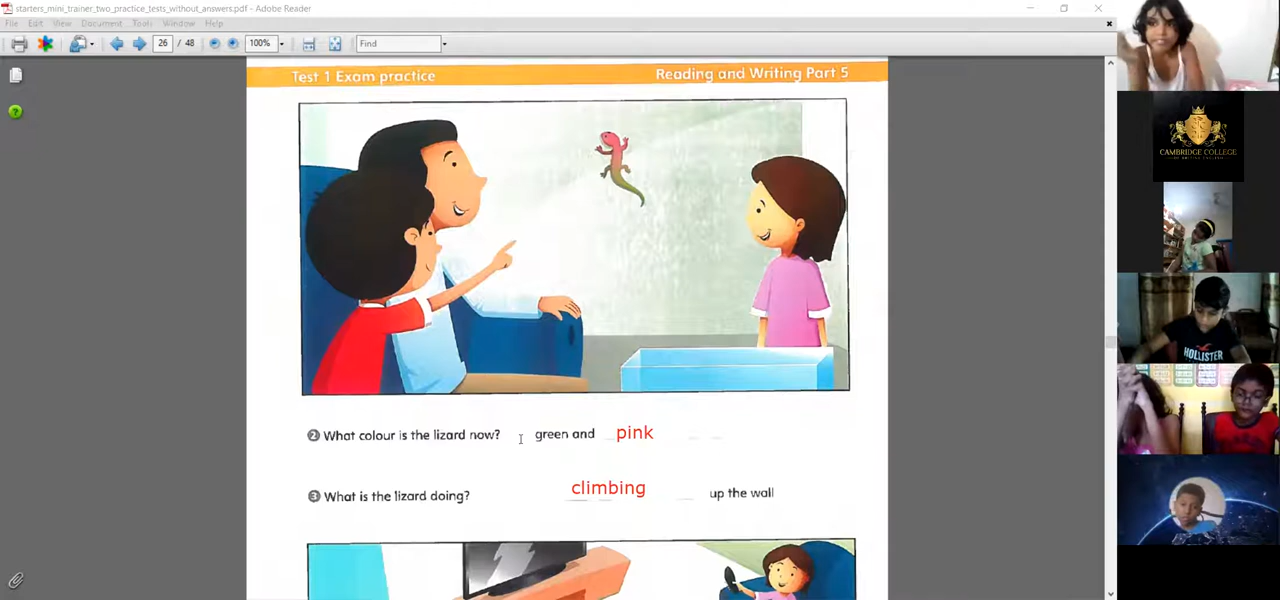 starters_mini_trainer_two_practice_tests_without_answers.pdf - Adobe Reader
File Edit View Document Tools Window Help
26 / 48 100% Find
Test 1 Exam practice Reading and Writing Part 5
2 What colour is the lizard now? green and pink
3 What is the lizard doing? climbing up the wall
CAMBRIDGE COLLEGE
HOLLISTER